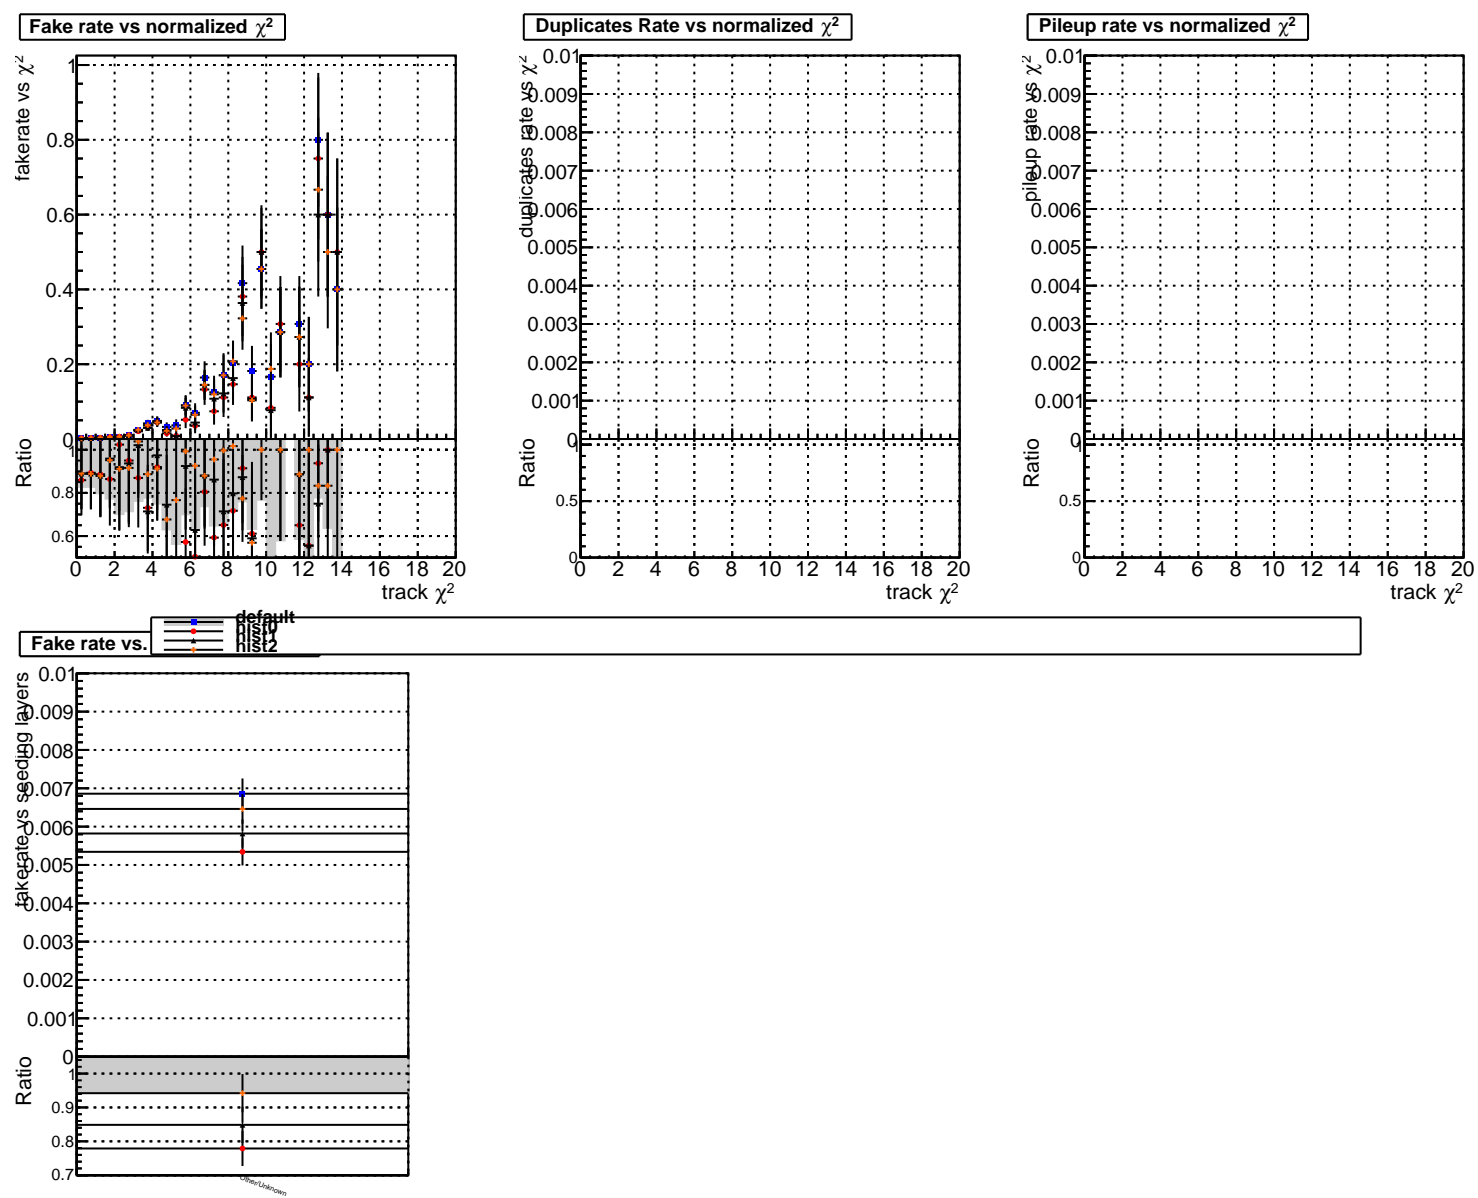 Fake rate vs normalized χ²
fakerate vs χ²
1
0.8
0.6
0.4
0.2
0
Ratio
1
0.8
0.6
0 2 4 6 8 10 12 14 16 18 20
track χ²
Duplicates Rate vs normalized χ²
duplicates rate vs χ²
0.01
0.009
0.008
0.007
0.006
0.005
0.004
0.003
0.002
0.001
0
Ratio
1
0.5
0
0 2 4 6 8 10 12 14 16 18 20
track χ²
Pileup rate vs normalized χ²
pileup rate vs χ²
0.01
0.009
0.008
0.007
0.006
0.005
0.004
0.003
0.002
0.001
0
Ratio
1
0.5
0
0 2 4 6 8 10 12 14 16 18 20
track χ²
Fake rate vs.
default
hist0
hist1
hist2
fakerate vs seeding layers
0.01
0.009
0.008
0.007
0.006
0.005
0.004
0.003
0.002
0.001
0
Ratio
1
0.9
0.8
0.7
Other/Unknown